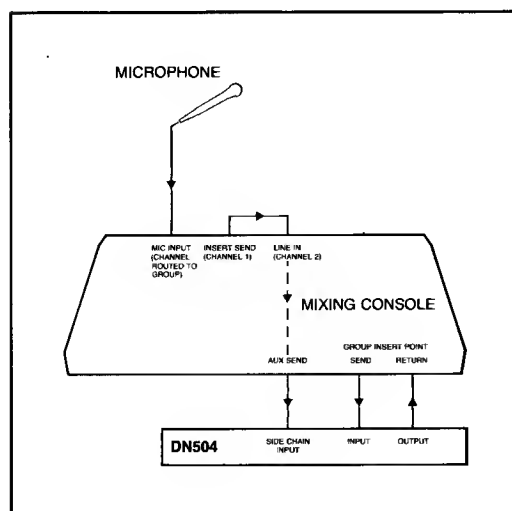 MICROPHONE
MIC INPUT
(CHANNEL
ROUTED TO
GROUP)
INSERT SEND
(CHANNEL 1)
LINE IN
(CHANNEL 2)
MIXING CONSOLE
GROUP INSERT POINT
AUX SEND
SEND
RETURN
DN504
SIDE CHAIN
INPUT
INPUT
OUTPUT